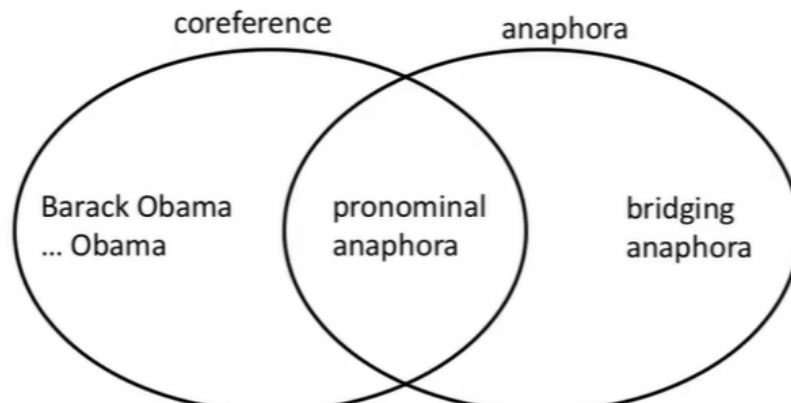 coreference
anaphora
Barack Obama
... Obama
pronominal
anaphora
bridging
anaphora